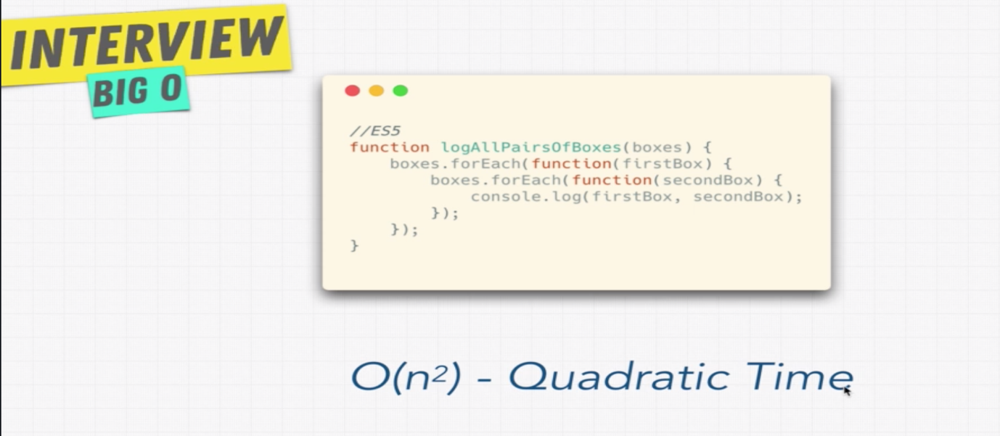 INTERVIEW
BIG O
//ES5
function logAllPairsOfBoxes(boxes) {
    boxes.forEach(function(firstBox) {
        boxes.forEach(function(secondBox) {
            console.log(firstBox, secondBox);
        });
    });
}
O(n²) - Quadratic Time